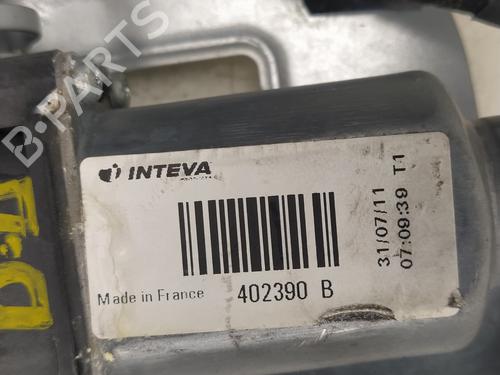 B-PARTS
INTEVA
31/07/11
07:09:39 T1
Made in France 402390 B